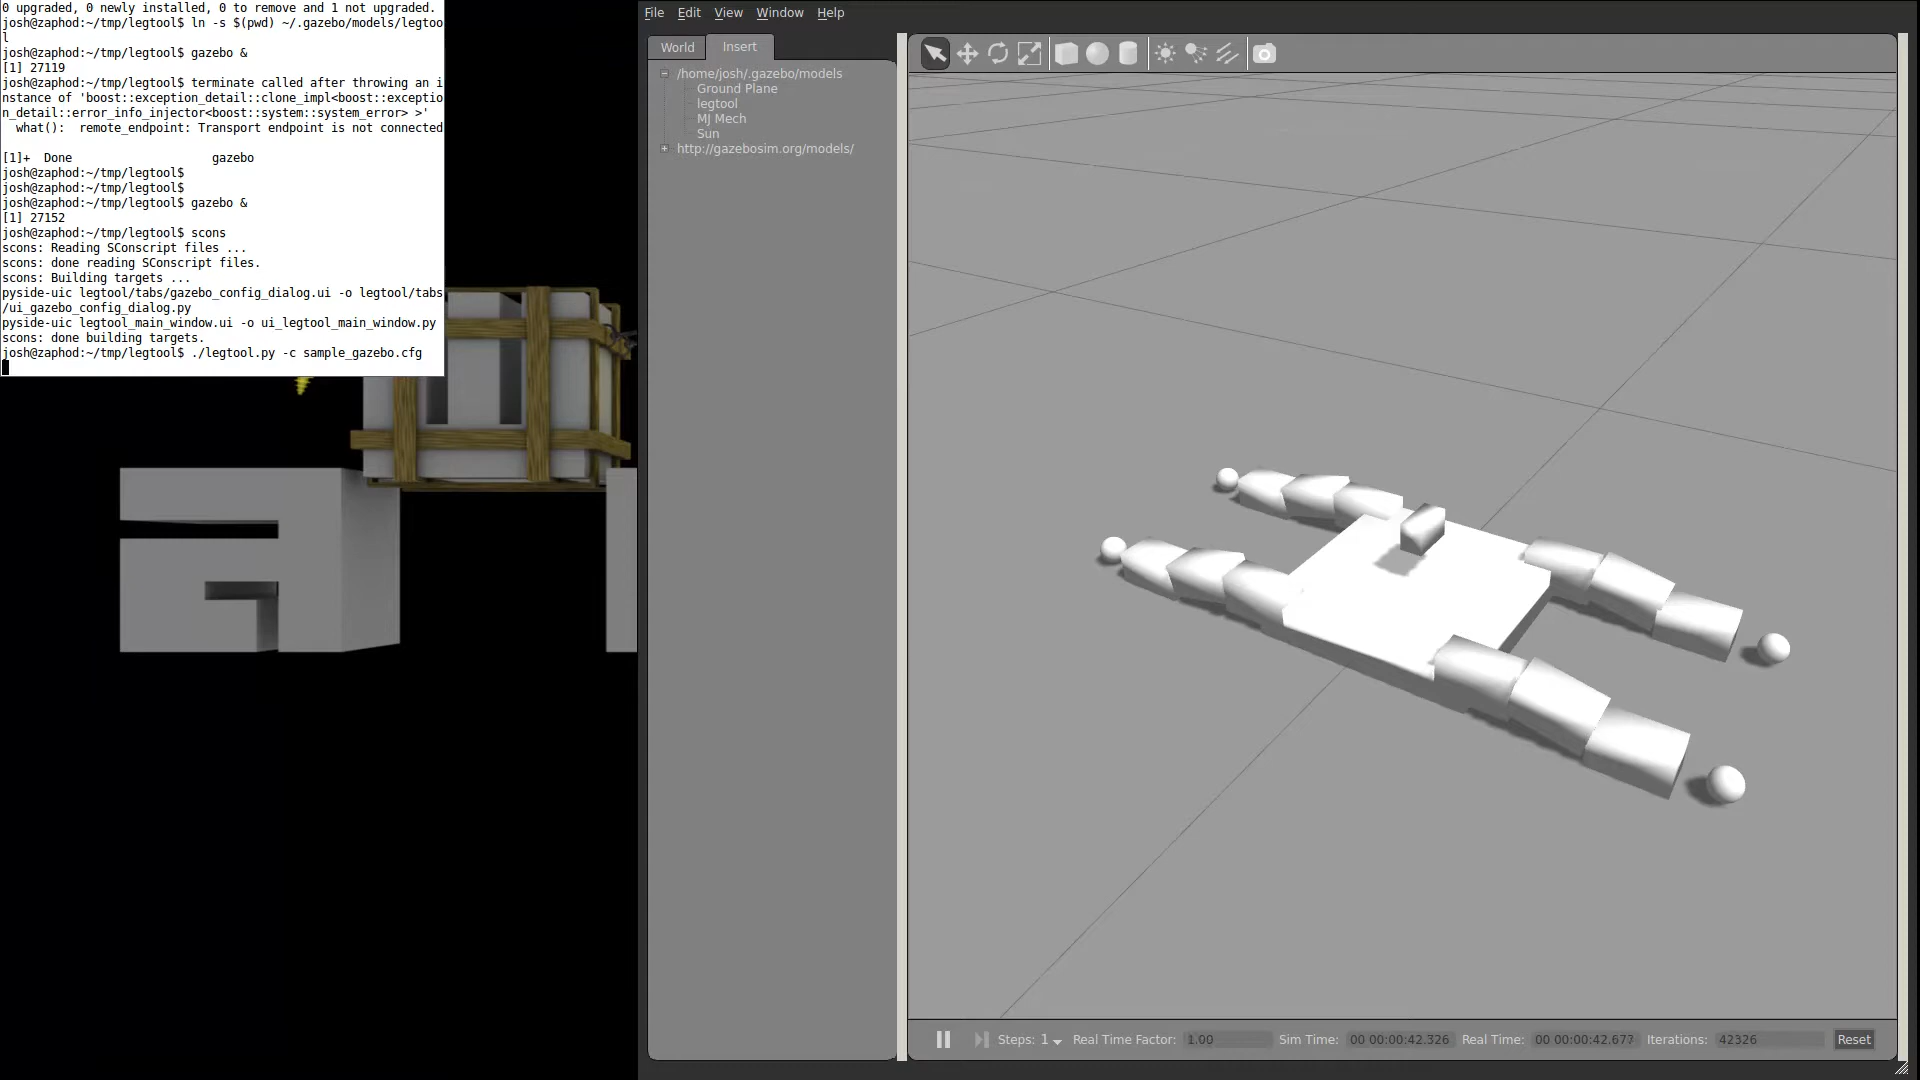 0 upgraded, 0 newly installed, 0 to remove and 1 not upgraded.
josh@zaphod:~/tmp/legtool$ ln -s $(pwd) ~/.gazebo/models/legtoo
l
josh@zaphod:~/tmp/legtool$ gazebo &
[1] 27119
josh@zaphod:~/tmp/legtool$ terminate called after throwing an i
nstance of 'boost::exception_detail::clone_impl<boost::exceptio
n_detail::error_info_injector<boost::system::system_error> >'
  what():  remote_endpoint: Transport endpoint is not connected
[1]+  Done                    gazebo
josh@zaphod:~/tmp/legtool$
josh@zaphod:~/tmp/legtool$
josh@zaphod:~/tmp/legtool$ gazebo &
[1] 27152
josh@zaphod:~/tmp/legtool$ scons
scons: Reading SConscript files ...
scons: done reading SConscript files.
scons: Building targets ...
pyside-uic legtool/tabs/gazebo_config_dialog.ui -o legtool/tabs
/ui_gazebo_config_dialog.py
pyside-uic legtool_main_window.ui -o ui_legtool_main_window.py
scons: done building targets.
josh@zaphod:~/tmp/legtool$ ./legtool.py -c sample_gazebo.cfg
File Edit View Window Help
World Insert
/home/josh/.gazebo/models
Ground Plane
legtool
MJ Mech
Sun
http://gazebosim.org/models/
Steps: 1 Real Time Factor: 1.00 Sim Time: 00 00:00:42.326 Real Time: 00 00:00:42.677 Iterations: 42326 Reset